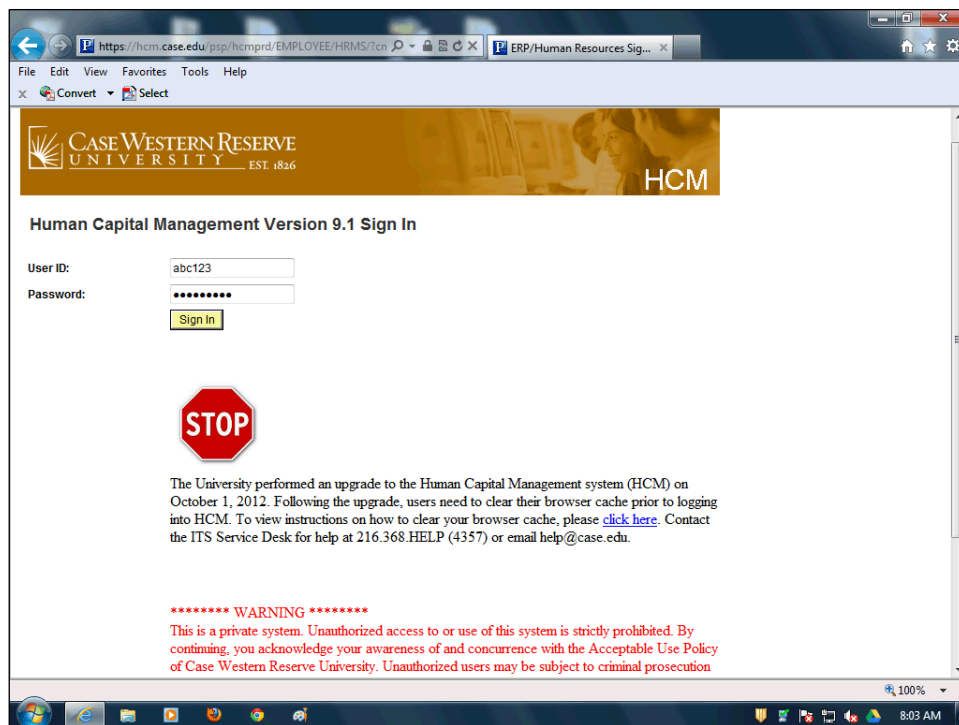 https://hcm.case.edu/psp/hcmprd/EMPLOYEE/HRMS/?cn
ERP/Human Resources Sig...
File Edit View Favorites Tools Help
x Convert Select
CASE WESTERN RESERVE
UNIVERSITY EST. 1826
HCM
Human Capital Management Version 9.1 Sign In
User ID: abc123
Password: •••••••••
Sign In
STOP
The University performed an upgrade to the Human Capital Management system (HCM) on
October 1, 2012. Following the upgrade, users need to clear their browser cache prior to logging
into HCM. To view instructions on how to clear your browser cache, please click here. Contact
the ITS Service Desk for help at 216.368.HELP (4357) or email help@case.edu.
******** WARNING ********
This is a private system. Unauthorized access to or use of this system is strictly prohibited. By
continuing, you acknowledge your awareness of and concurrence with the Acceptable Use Policy
of Case Western Reserve University. Unauthorized users may be subject to criminal prosecution
100%
8:03 AM